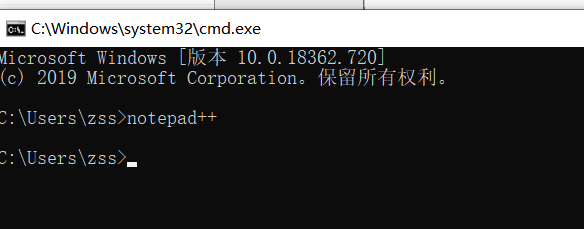 C:\Windows\system32\cmd.exe
Microsoft Windows [版本 10.0.18362.720]
(c) 2019 Microsoft Corporation。保留所有权利。
C:\Users\zss>notepad++
C:\Users\zss>